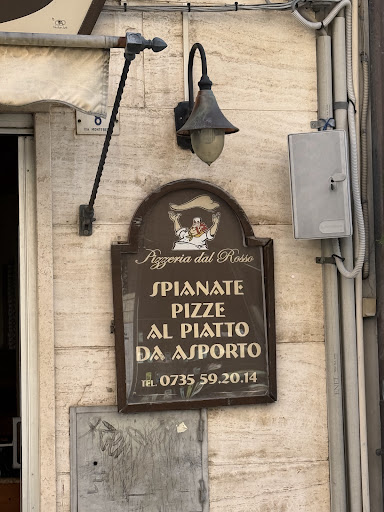 Pizzeria dal Rosso
SPIANATE
PIZZE
AL PIATTO
DA ASPORTO
TEL. 0735 59.20.14